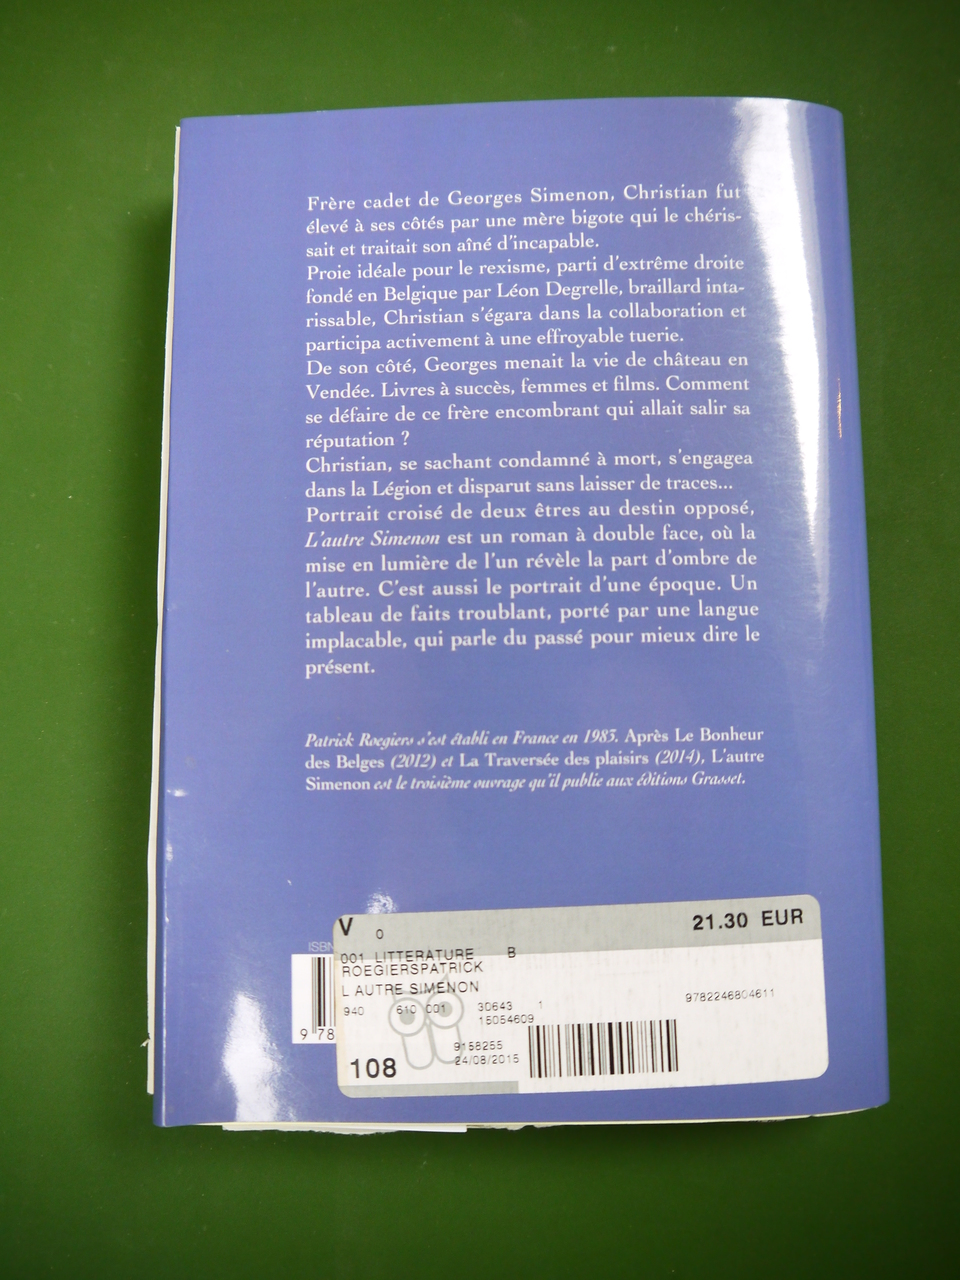 Frère cadet de Georges Simenon, Christian fut
élevé à ses côtés par une mère bigote qui le chéris-
sait et traitait son aîné d'incapable.
Proie idéale pour le rexisme, parti d'extrême droite
fondé en Belgique par Léon Degrelle, braillard inta-
rissable, Christian s'égara dans la collaboration et
participa activement à une effroyable tuerie.
De son côté, Georges menait la vie de château en
Vendée. Livres à succès, femmes et films. Comment
se défaire de ce frère encombrant qui allait salir sa
réputation ?
Christian, se sachant condamné à mort, s'engagea
dans la Légion et disparut sans laisser de traces...
Portrait croisé de deux êtres au destin opposé,
L'autre Simenon est un roman à double face, où la
mise en lumière de l'un révèle la part d'ombre de
l'autre. C'est aussi le portrait d'une époque. Un
tableau de faits troublant, porté par une langue
implacable, qui parle du passé pour mieux dire le
présent.
Patrick Roegiers s'est établi en France en 1983. Après Le Bonheur
des Belges (2012) et La Traversée des plaisirs (2014), L'autre
Simenon est le troisième ouvrage qu'il publie aux éditions Grasset.
ISBN
9 78
V 0 21.30 EUR
001 LITTERATURE B
ROEGIERSPATRICK
L AUTRE SIMENON
940 610 001 30643 1 9782246804611
15054609
9158255
108 24/08/2015